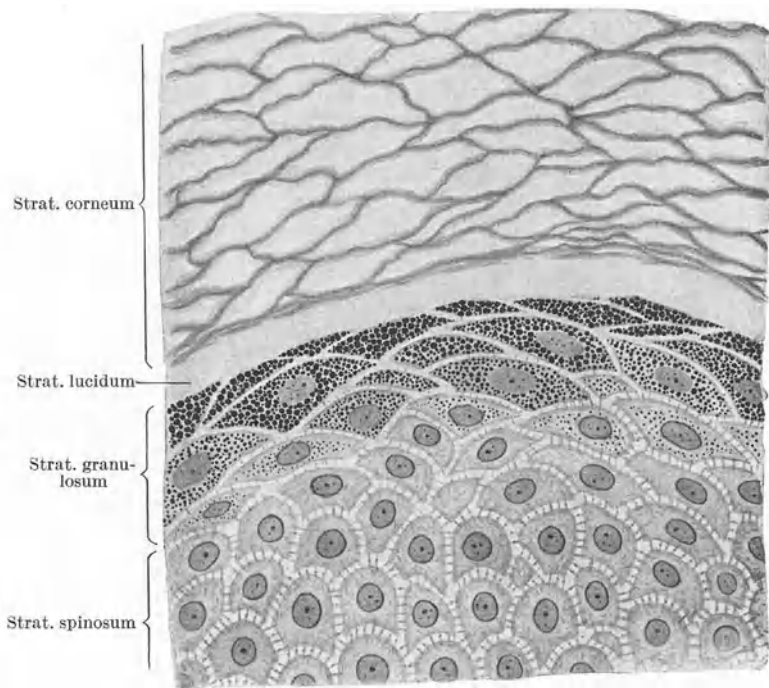 Strat. corneum
Strat. lucidum
Strat. granu-
losum
Strat. spinosum